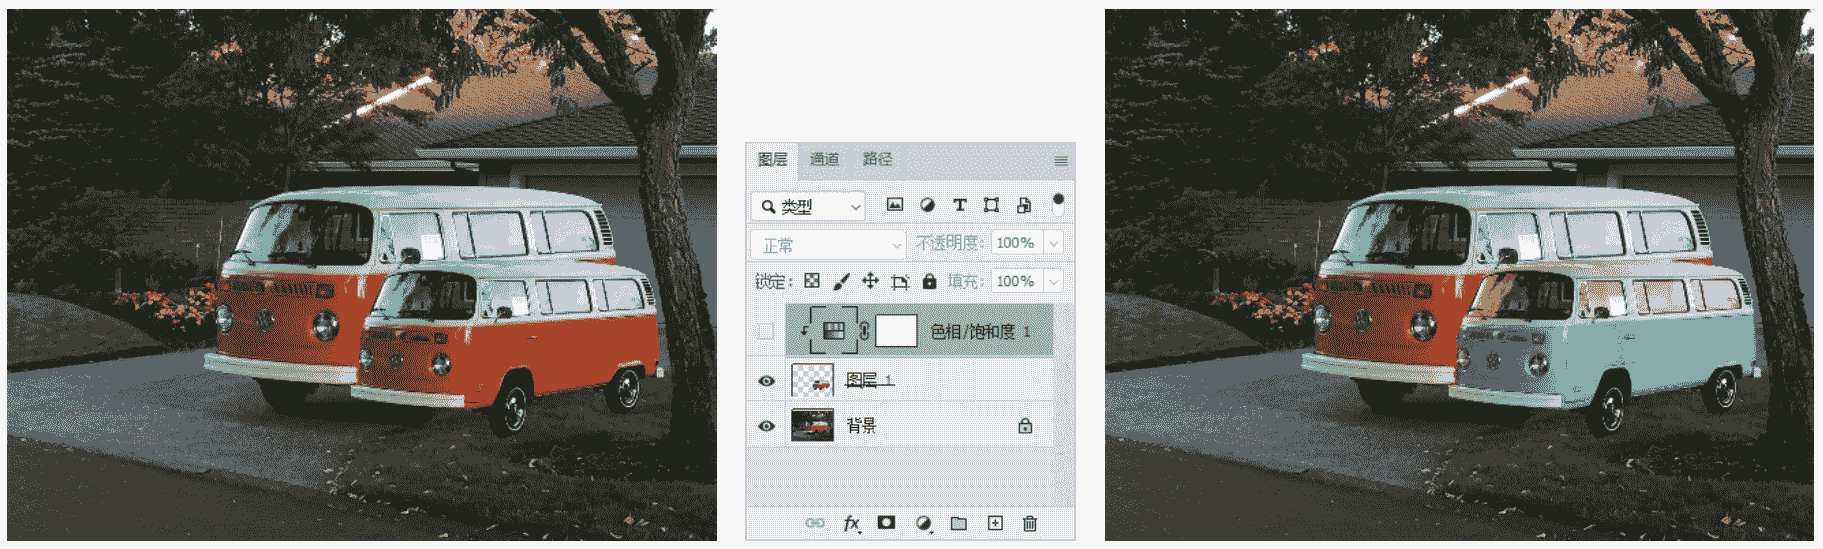 图层 通道 路径
类型
正常 不透明度: 100%
锁定: 填充: 100%
色相/饱和度 1
图层 1
背景
fx